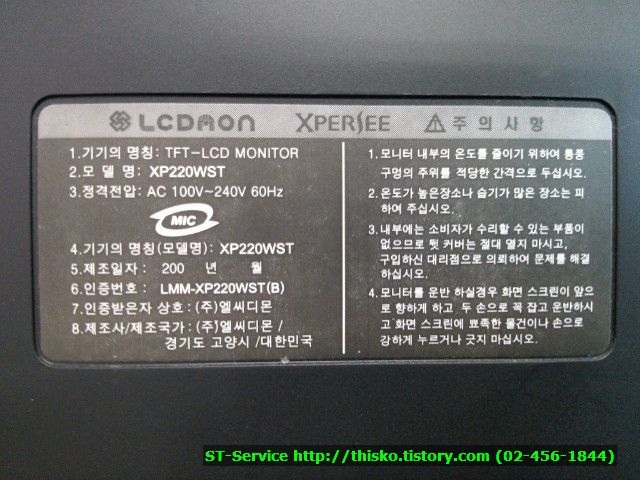 LCDMON XPERSEE 주의사항
1.기기의 명칭: TFT-LCD MONITOR
2.모 델 명: XP220WST
3.정격전압: AC 100V~240V 60Hz
MIC
4.기기의 명칭(모델명): XP220WST
5.제조일자: 200 년 월
6.인증번호: LMM-XP220WST(B)
7.인증받은자 상호: (주)엘씨디몬
8.제조사/제조국가: (주)엘씨디몬 /
경기도 고양시 /대한민국
1.모니터 내부의 온도를 줄이기 위하여 통풍
구멍의 주위를 적당한 간격으로 두십시요.
2.온도가 높은장소나 습기가 많은 장소는 피
하여 주십시오.
3.내부에는 소비자가 수리할 수 있는 부품이
없으므로 뒷 커버는 절대 열지 마시고,
구입하신 대리점으로 의뢰하여 문제를 해결
하십시요.
4.모니터를 운반 하실경우 화면 스크린이 앞으
로 향하게 하고 두 손으로 꽉 잡고 운반하시
고 화면 스크린에 뾰족한 물건이나 손으로
강하게 누르거나 긋지 마십시요.
ST-Service http://thisko.tistory.com (02-456-1844)